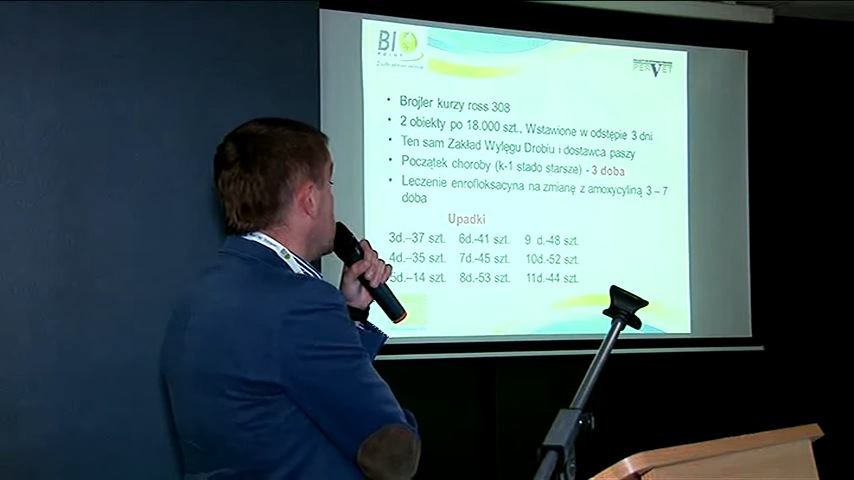 BIO
POINT
PERVET
• Brojler kurzy ross 308
• 2 obiekty po 18.000 szt., Wstawione w odstępie 3 dni
• Ten sam Zakład Wylęgu Drobiu i dostawca paszy
• Początek choroby (k-1 stado starsze) - 3 doba
• Leczenie enrofloksacyna na zmianę z amoxycyliną 3 – 7
doba
Upadki
3d.–37 szt. 6d.-41 szt. 9 d.-48 szt.
4d.–35 szt. 7d.-45 szt. 10d.-52 szt.
5d.–14 szt. 8d.-53 szt. 11d.-44 szt.